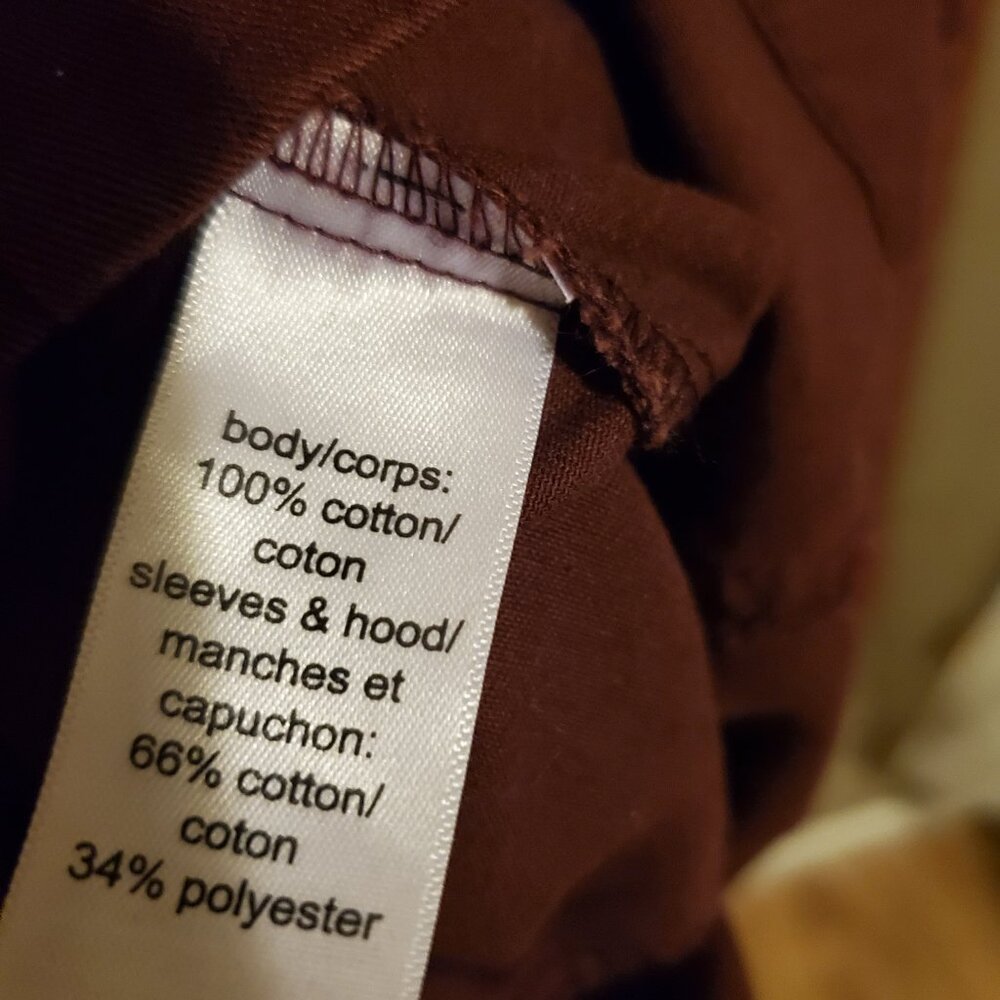 body/corps:
100% cotton/
coton
sleeves & hood/
manches et
capuchon:
66% cotton/
coton
34% polyester